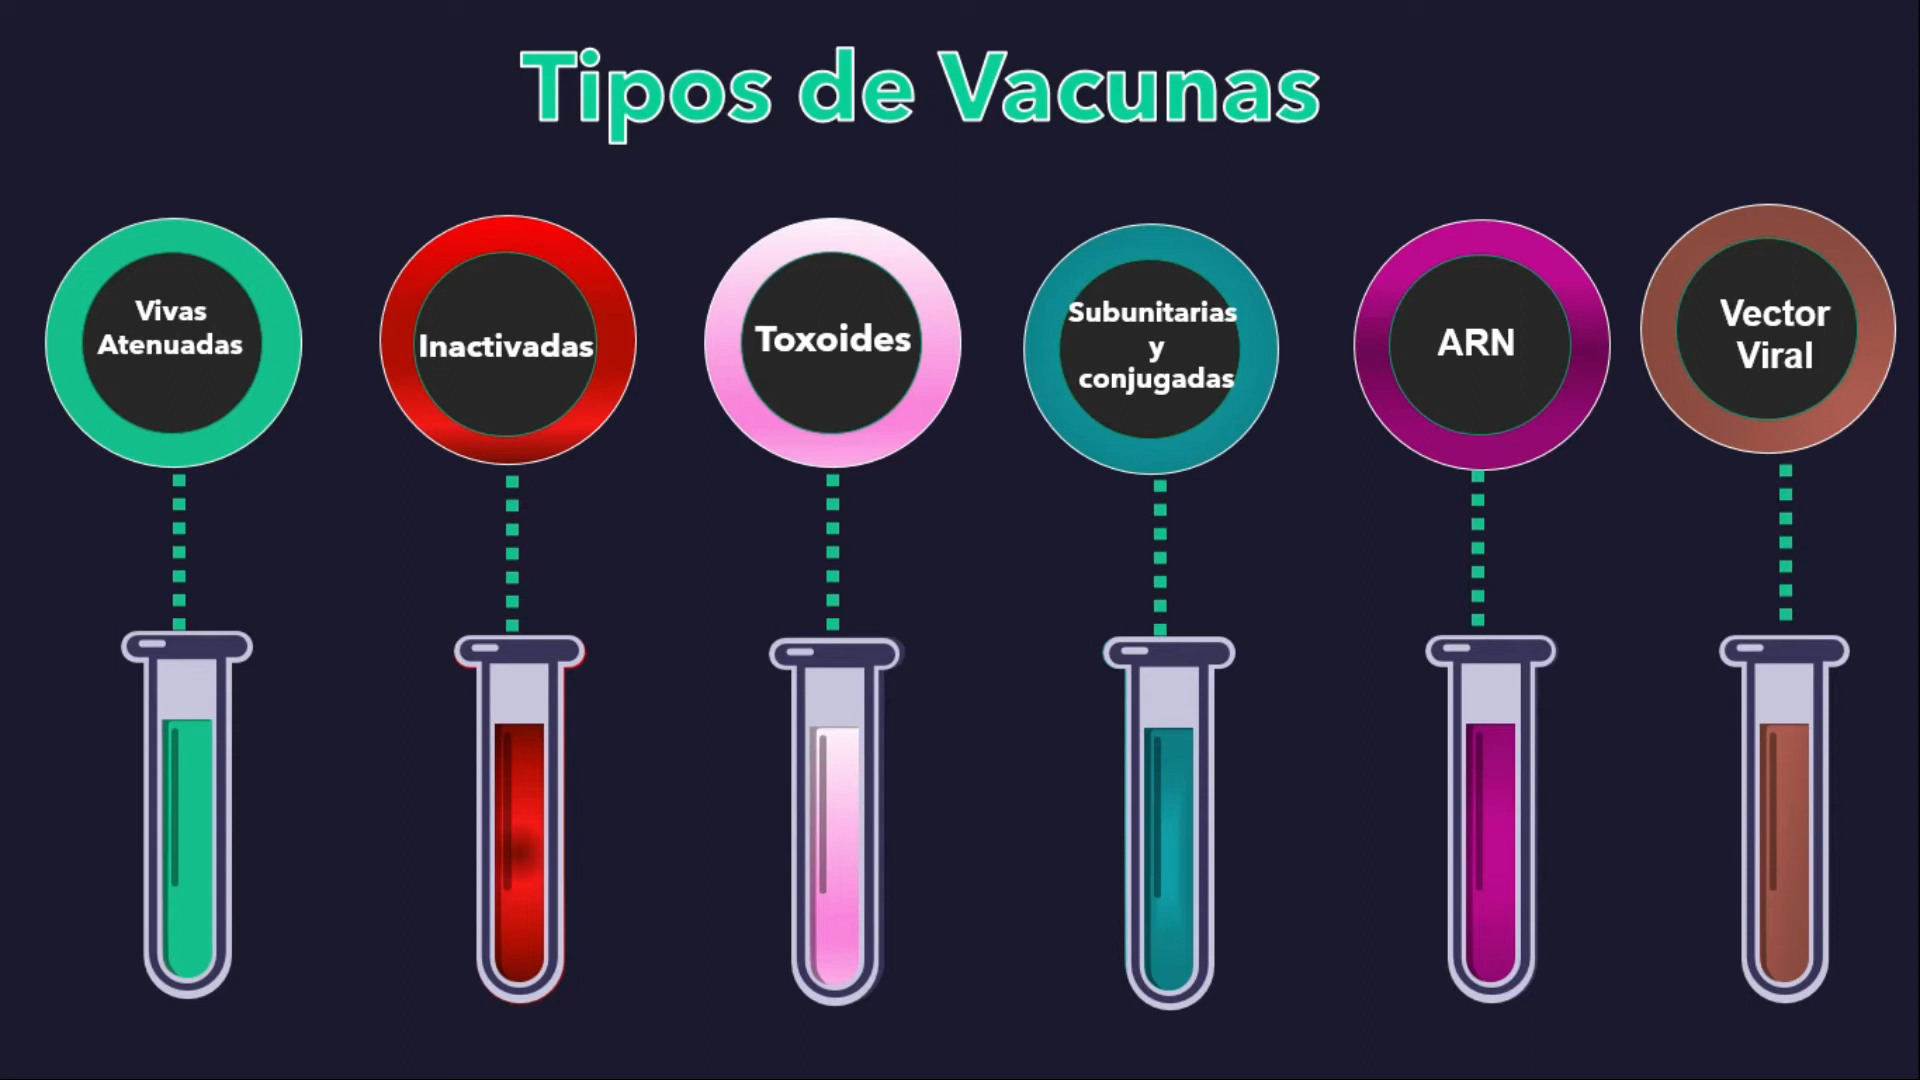 Tipos de Vacunas
Vivas
Atenuadas
Inactivadas
Toxoides
Subunitarias
y
conjugadas
ARN
Vector
Viral